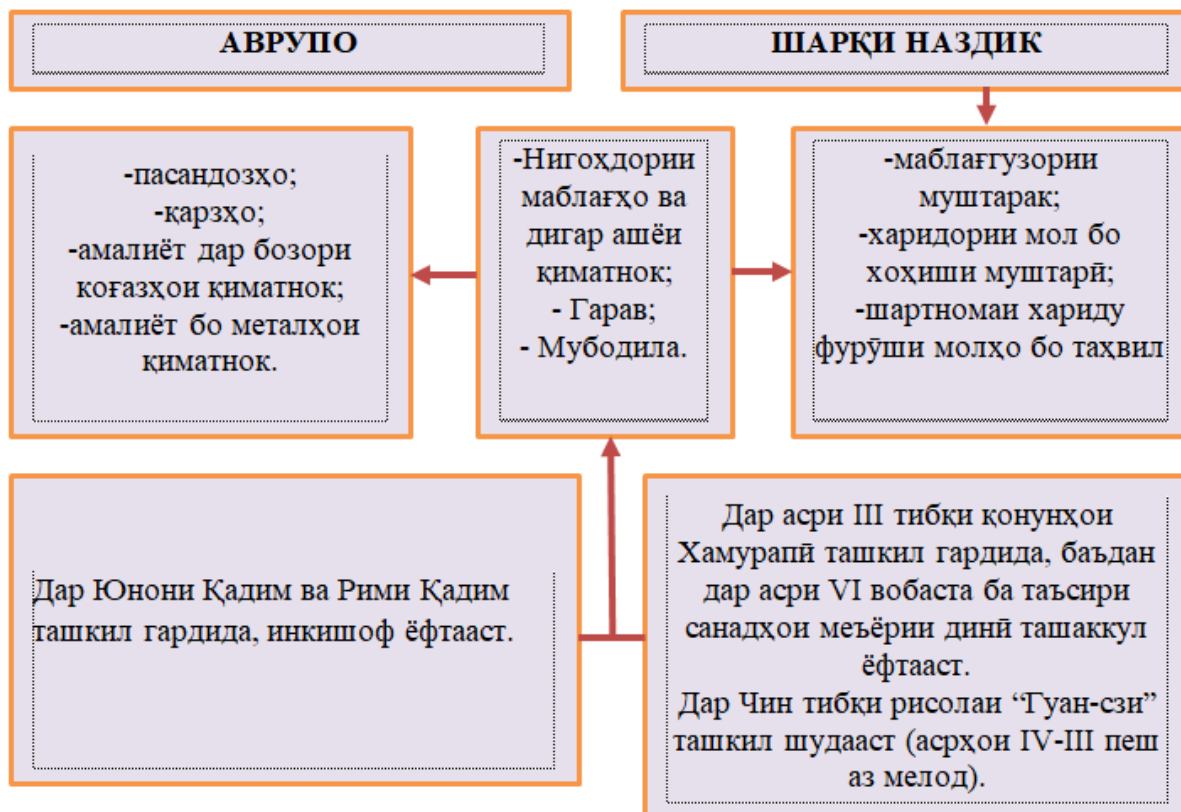 АВРУПО
ШАРҚИ НАЗДИК
-пасандозҳо;
-қарзҳо;
-амалиёт дар бозори
коғазҳои қиматнок;
-амалиёт бо металҳои
қиматнок.
-Нигоҳдории
маблағҳо ва
дигар ашёи
қиматнок;
- Гарав;
- Мубодила.
-маблағгузории
муштарак;
-харидории мол бо
хоҳиши муштарӣ;
-шартномаи хариду
фурӯши молҳо бо таҳвил
Дар Юнони Қадим ва Рими Қадим
ташкил гардида, инкишоф ёфтааст.
Дар асри III тибқи қонунҳои
Хамурапӣ ташкил гардида, баъдан
дар асри VI вобаста ба таъсири
санадҳои меъёрии динӣ ташаккул
ёфтааст.
Дар Чин тибқи рисолаи “Гуан-сзи”
ташкил шудааст (асрҳои IV-III пеш
аз мелод).